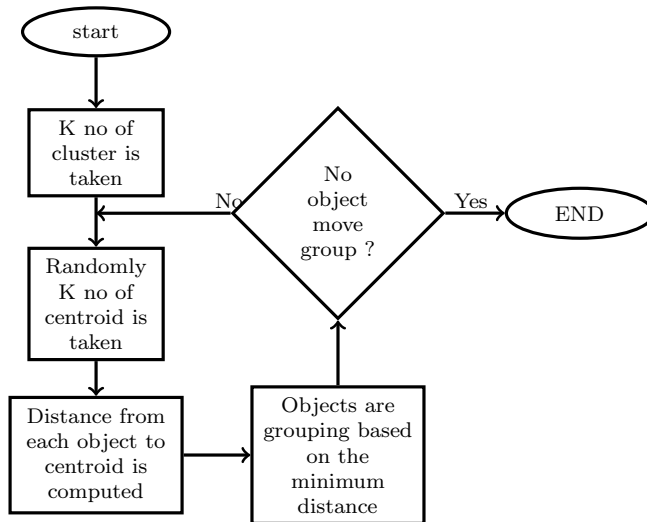 start
K no of
cluster is
taken
Randomly
K no of
centroid is
taken
Distance from
each object to
centroid is
computed
Objects are
grouping based
on the
minimum
distance
No
object
move
group ?
No
Yes
END